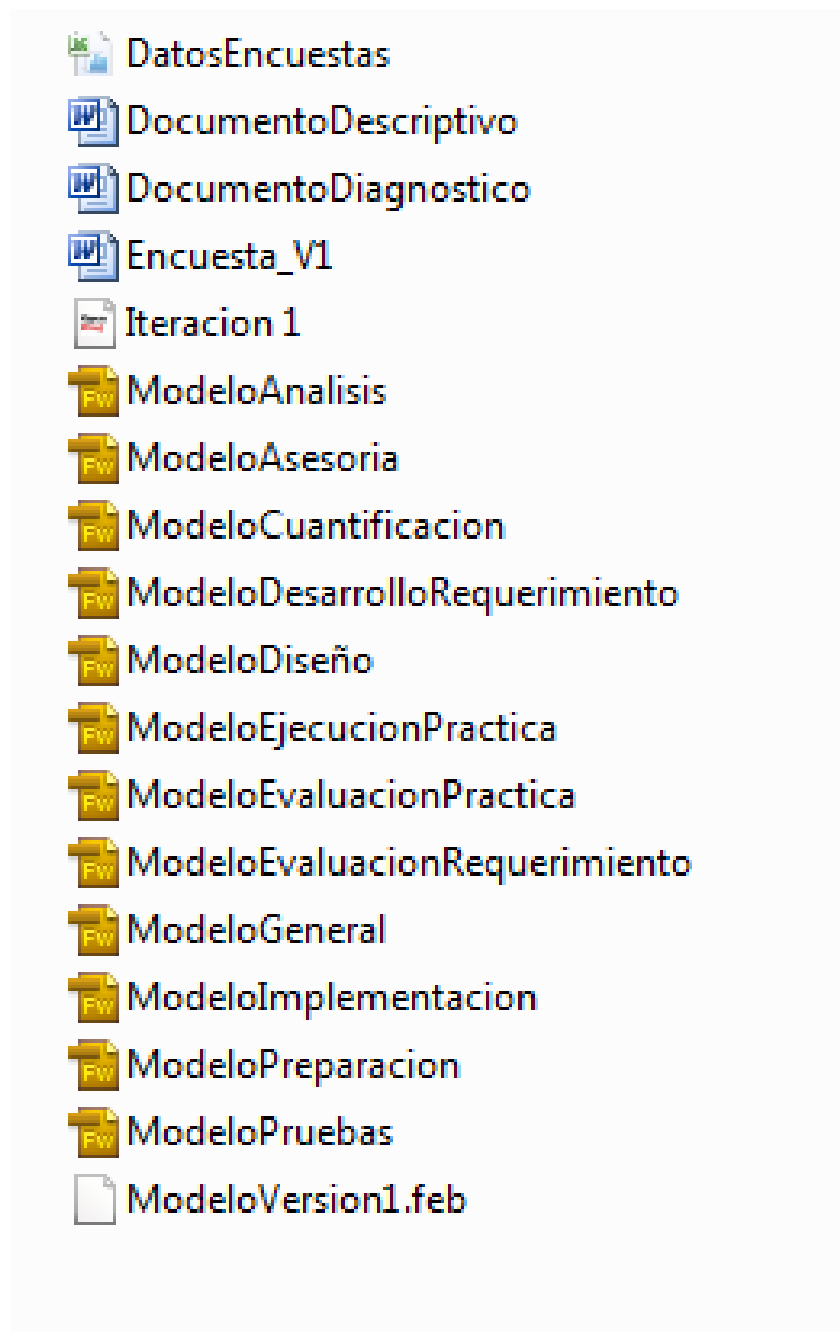 DatosEncuestas
DocumentoDescriptivo
DocumentoDiagnostico
Encuesta_V1
Iteracion 1
ModeloAnalisis
ModeloAsesoria
ModeloCuantificacion
ModeloDesarrolloRequerimiento
ModeloDiseño
ModeloEjecucionPractica
ModeloEvaluacionPractica
ModeloEvaluacionRequerimiento
ModeloGeneral
ModeloImplementacion
ModeloPreparacion
ModeloPruebas
ModeloVersion1.feb